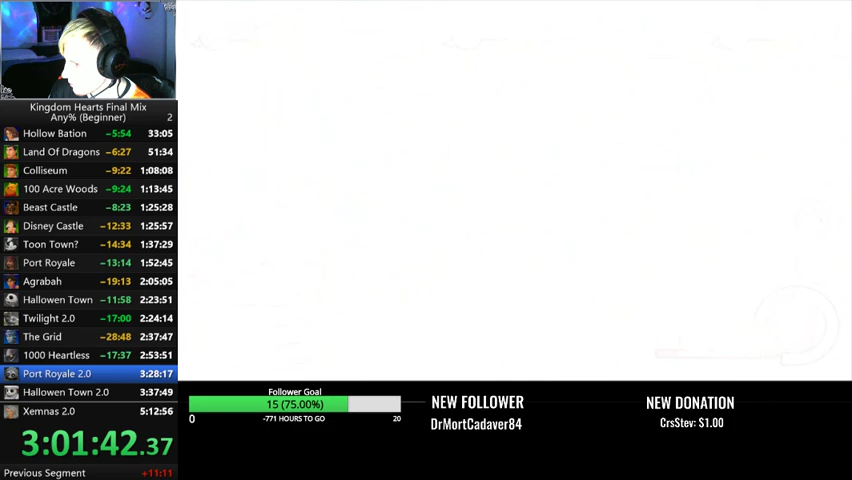 Kingdom Hearts Final Mix
Any% (Beginner) 2
Hollow Bation −5:54 33:05
Land Of Dragons −6:27 51:34
Colliseum −9:22 1:08:08
100 Acre Woods −9:24 1:13:45
Beast Castle −8:23 1:25:28
Disney Castle −12:33 1:25:57
Toon Town? −14:34 1:37:29
Port Royale −13:14 1:52:45
Agrabah −19:13 2:05:05
Hallowen Town −11:58 2:23:51
Twilight 2.0 −17:00 2:24:14
The Grid −28:48 2:37:47
1000 Heartless −17:37 2:53:51
Port Royale 2.0 3:28:17
Hallowen Town 2.0 3:37:49
Xemnas 2.0 5:12:56
3:01:42.37
Previous Segment +11:11
Follower Goal
15 (75.00%)
0 -771 HOURS TO GO 20
NEW FOLLOWER
DrMortCadaver84
NEW DONATION
CrsStev: $1.00